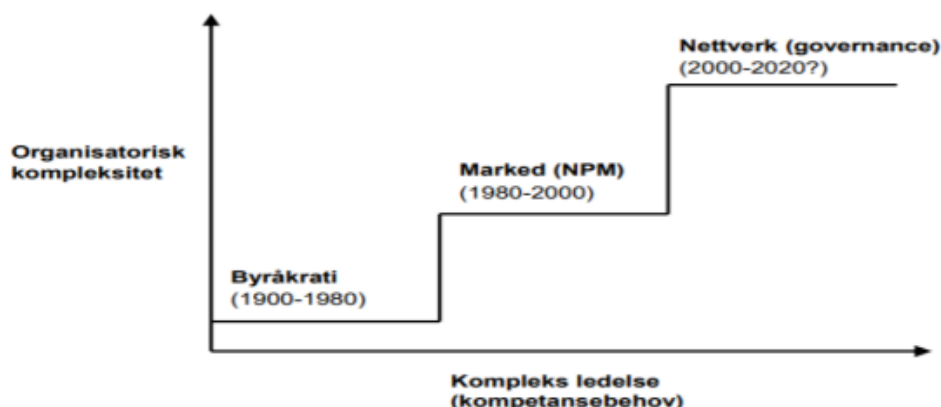 Nettverk (governance)
(2000-2020?)
Organisatorisk
kompleksitet
Marked (NPM)
(1980-2000)
Byråkrati
(1900-1980)
Kompleks ledelse
(kompetansebehov)